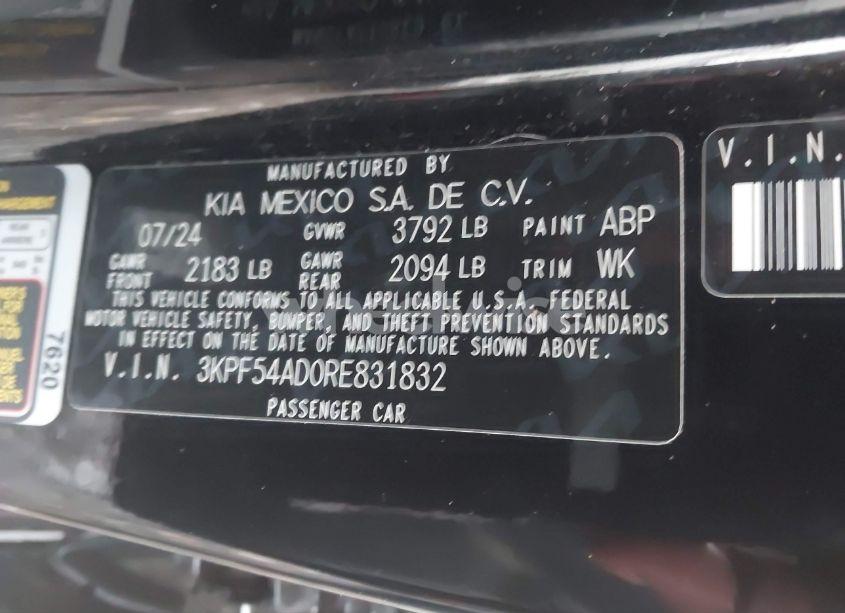 MANUFACTURED BY
KIA MEXICO S.A. DE C.V.
07/24 GVWR 3792 LB PAINT ABP
GAWR FRONT 2183 LB GAWR REAR 2094 LB TRIM WK
THIS VEHICLE CONFORMS TO ALL APPLICABLE U.S.A. FEDERAL
MOTOR VEHICLE SAFETY, BUMPER, AND THEFT PREVENTION STANDARDS
IN EFFECT ON THE DATE OF MANUFACTURE SHOWN ABOVE.
V.I.N. 3KPF54AD0RE831832
PASSENGER CAR
V.I.N.
7620